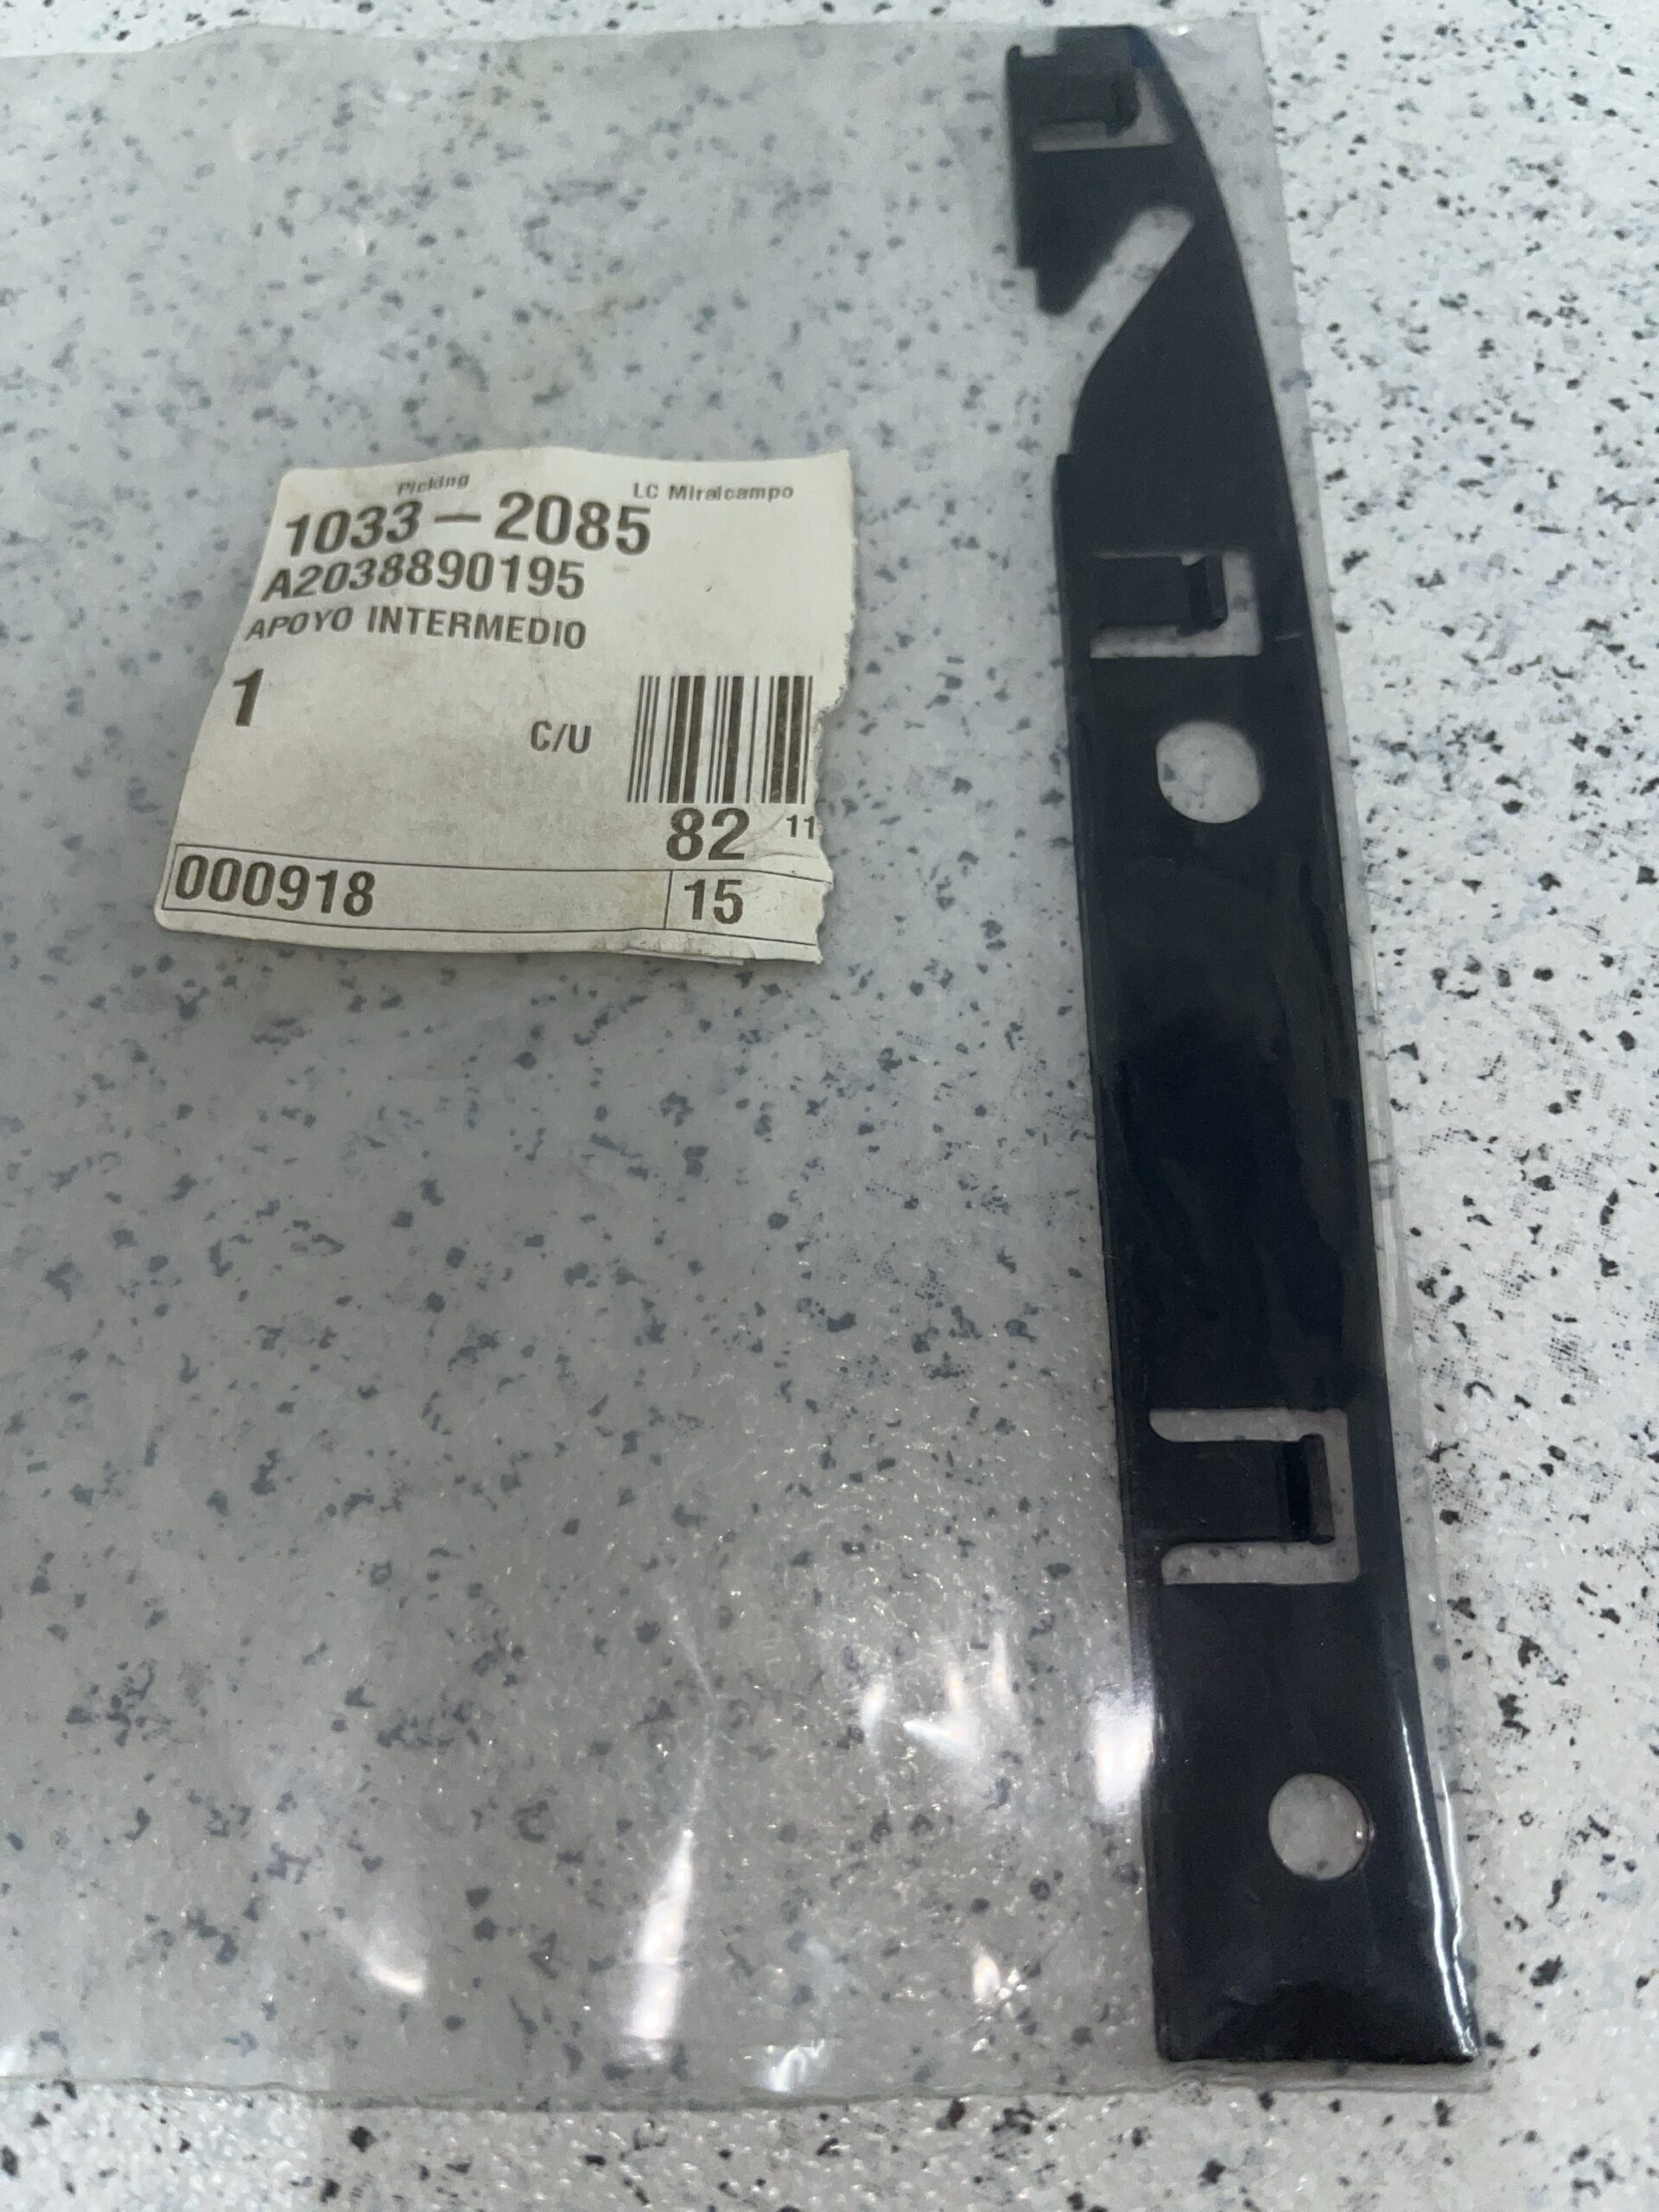 Picking LC Miralcampo
1033-2085
A2038890195
APOYO INTERMEDIO
1
C/U
82 11
000918 15